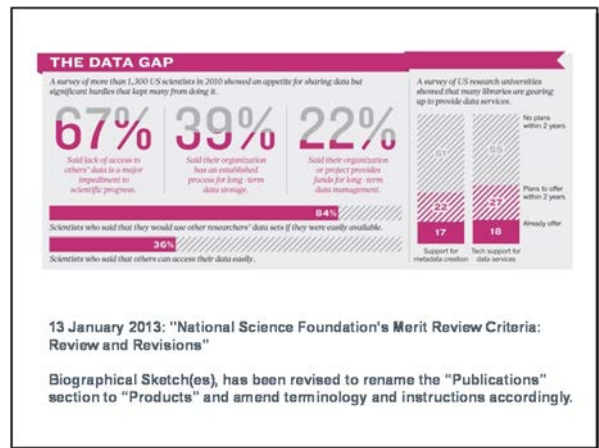 THE DATA GAP
A survey of more than 1,300 US scientists in 2010 showed an appetite for sharing data but
significant hurdles that kept many from doing it.
67%
Said lack of access to
others' data is a major
impediment to
scientific progress.
39%
Said their organization
has an established
process for long-term
data storage.
22%
Said their organization
or project provides
funds for long-term
data management.
84%
Scientists who said that they would use other researchers' data sets if they were easily available.
36%
Scientists who said that others can access their data easily.
A survey of US research universities
showed that many libraries are gearing
up to provide data services.
61
55
No plans
within 2 years
22
27
Plans to offer
within 2 years
17
18
Already offer
Support for
metadata creation
Tech support for
data services
13 January 2013: "National Science Foundation's Merit Review Criteria:
Review and Revisions"
Biographical Sketch(es), has been revised to rename the "Publications"
section to "Products" and amend terminology and instructions accordingly.